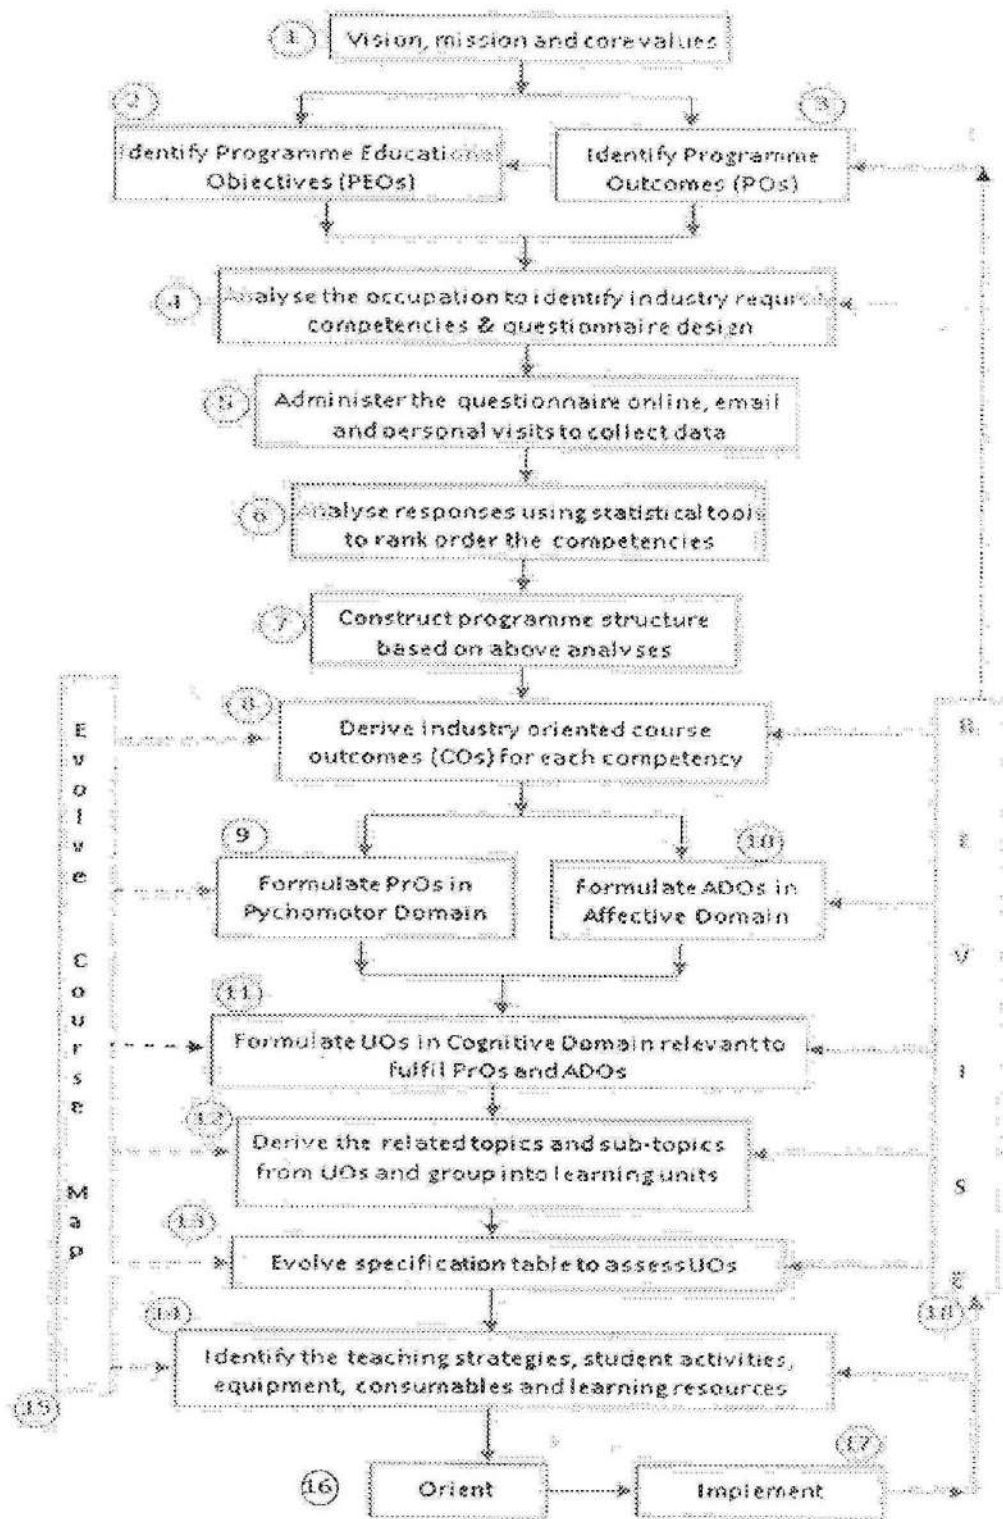 1
Vision, mission and core values
2
3
Identify Programme Educational
Objectives (PEOs)
Identify Programme
Outcomes (POs)
4
Analyse the occupation to identify industry require
competencies & questionnaire design
5
Administer the questionnaire online, email
and personal visits to collect data
6
Analyse responses using statistical tools
to rank order the competencies
7
Construct programme structure
based on above analyses
8
Derive industry oriented course
outcomes (COs) for each competency
9
Formulate PrOs in
Pychomotor Domain
10
Formulate ADOs in
Affective Domain
11
Formulate UOs in Cognitive Domain relevant to
fulfil PrOs and ADOs
12
Derive the related topics and sub-topics
from UOs and group into learning units
13
Evolve specification table to assess UOs
14
Identify the teaching strategies, student activities,
equipment, consumables and learning resources
15
Evolve Course Map
16
Orient
17
Implement
18
REVISE